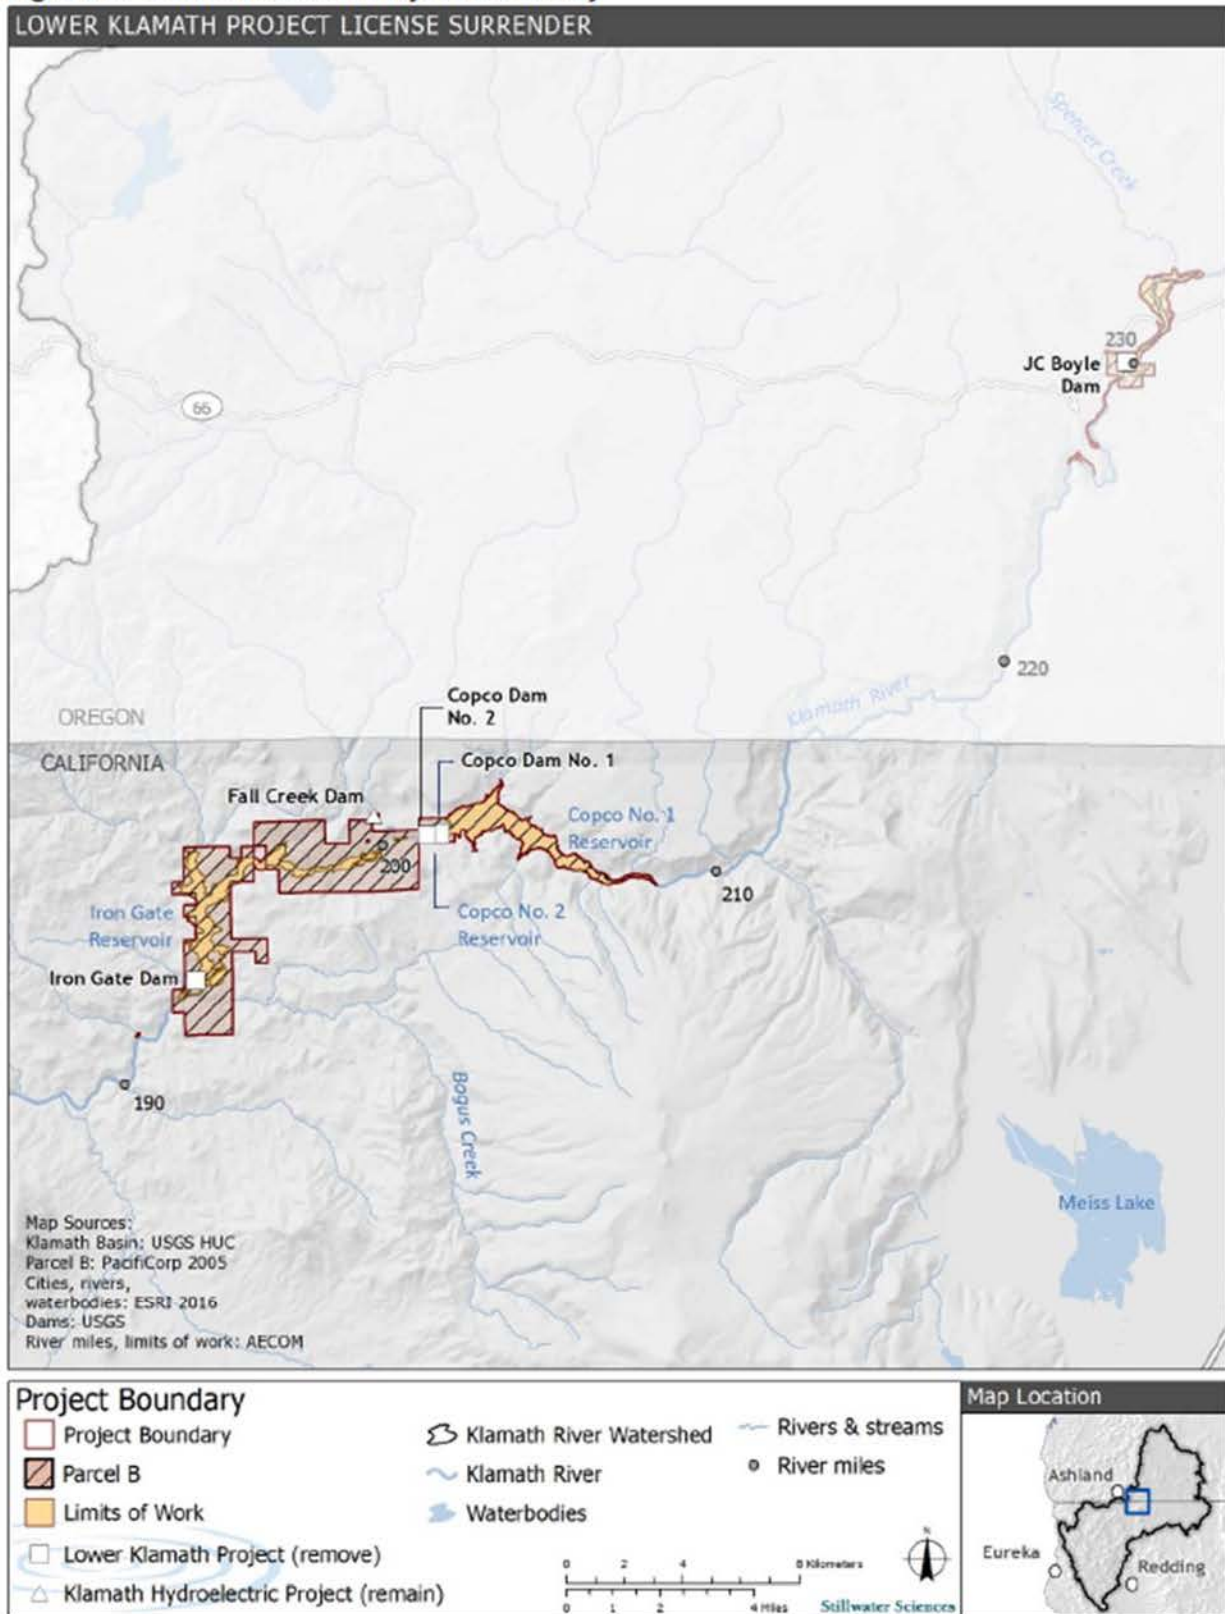 LOWER KLAMATH PROJECT LICENSE SURRENDER
Spencer Creek
230
JC Boyle
Dam
66
220
Klamath River
Copco Dam
No. 2
OREGON
CALIFORNIA
Copco Dam No. 1
Fall Creek Dam
Copco No. 1
Reservoir
200
210
Iron Gate
Reservoir
Copco No. 2
Reservoir
Iron Gate Dam
190
Bogus Creek
Meiss Lake
Map Sources:
Klamath Basin: USGS HUC
Parcel B: PacifiCorp 2005
Cities, rivers,
waterbodies: ESRI 2016
Dams: USGS
River miles, limits of work: AECOM
Project Boundary
Project Boundary
Parcel B
Limits of Work
Lower Klamath Project (remove)
Klamath Hydroelectric Project (remain)
Klamath River Watershed
Klamath River
Waterbodies
Rivers & streams
River miles
N
0 2 4 8 Kilometers
0 1 2 4 Miles
Stillwater Sciences
Map Location
Ashland
Eureka
Redding